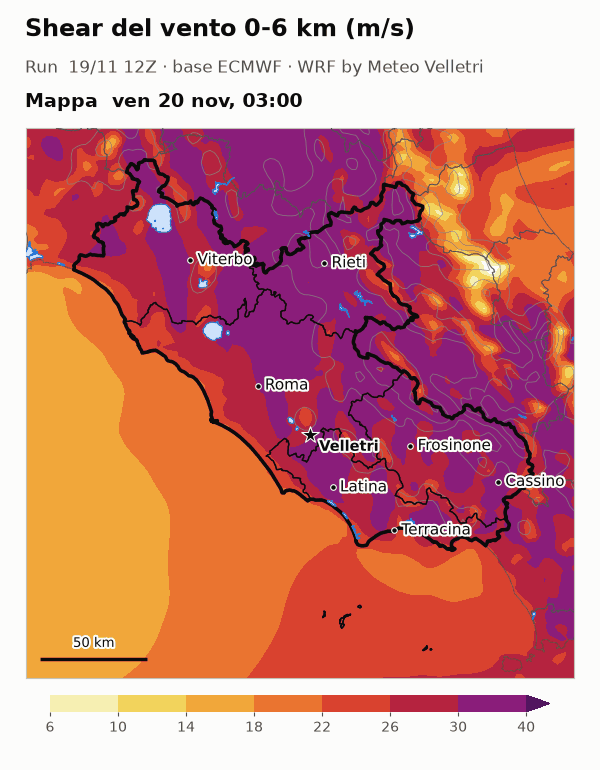 Shear del vento 0-6 km (m/s)
Run  19/11 12Z · base ECMWF · WRF by Meteo Velletri
Mappa  ven 20 nov, 03:00
Viterbo
Rieti
Roma
Velletri
Frosinone
Latina
Cassino
Terracina
50 km
6 10 14 18 22 26 30 40